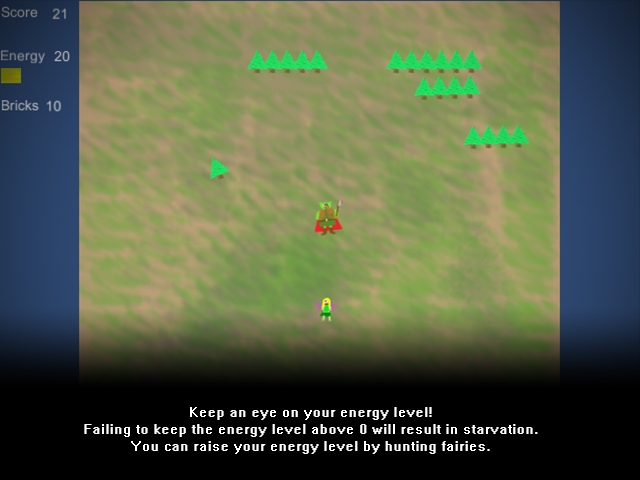 Score 21
Energy 20
Bricks 10
Keep an eye on your energy level!
Failing to keep the energy level above 0 will result in starvation.
You can raise your energy level by hunting fairies.